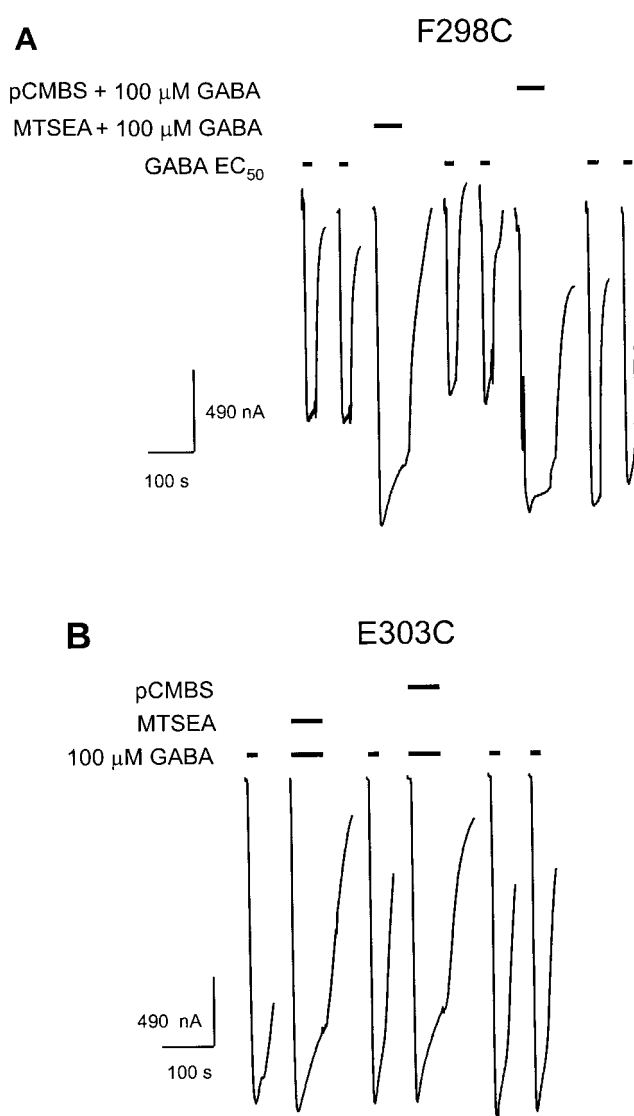 A
F298C
pCMBS + 100 μM GABA
MTSEA + 100 μM GABA
GABA EC50
490 nA
100 s
B
E303C
pCMBS
MTSEA
100 μM GABA
490 nA
100 s